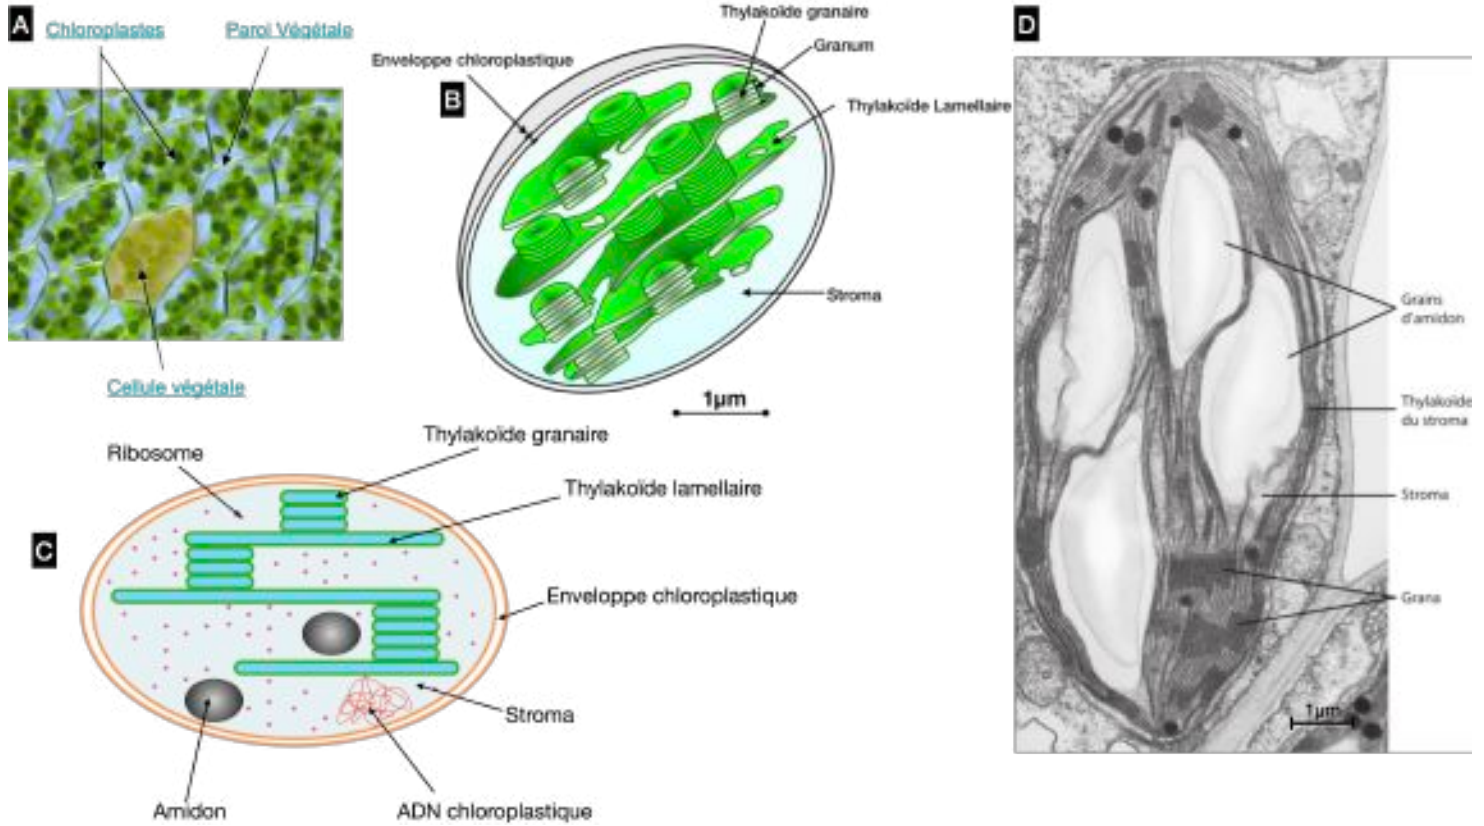 A
Chloroplastes
Paroi Végétale
Cellule végétale
B
Thylakoïde granaire
Granum
Enveloppe chloroplastique
Thylakoïde Lamellaire
Stroma
1µm
C
Ribosome
Thylakoïde granaire
Thylakoïde lamellaire
Enveloppe chloroplastique
Stroma
Amidon
ADN chloroplastique
D
Grains
d'amidon
Thylakoïde
du stroma
Stroma
Grana
1µm